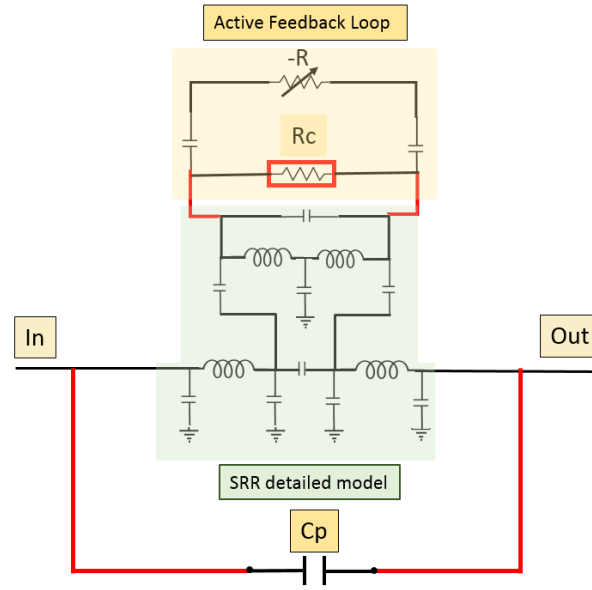 Active Feedback Loop
-R
Rc
In
Out
SRR detailed model
Cp